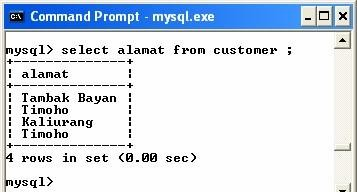 Command Prompt - mysql.exe
mysql> select alamat from customer ;
+--------------+
| alamat       |
+--------------+
| Tambak Bayan |
| Timoho       |
| Kaliurang    |
| Timoho       |
+--------------+
4 rows in set (0.00 sec)
mysql>